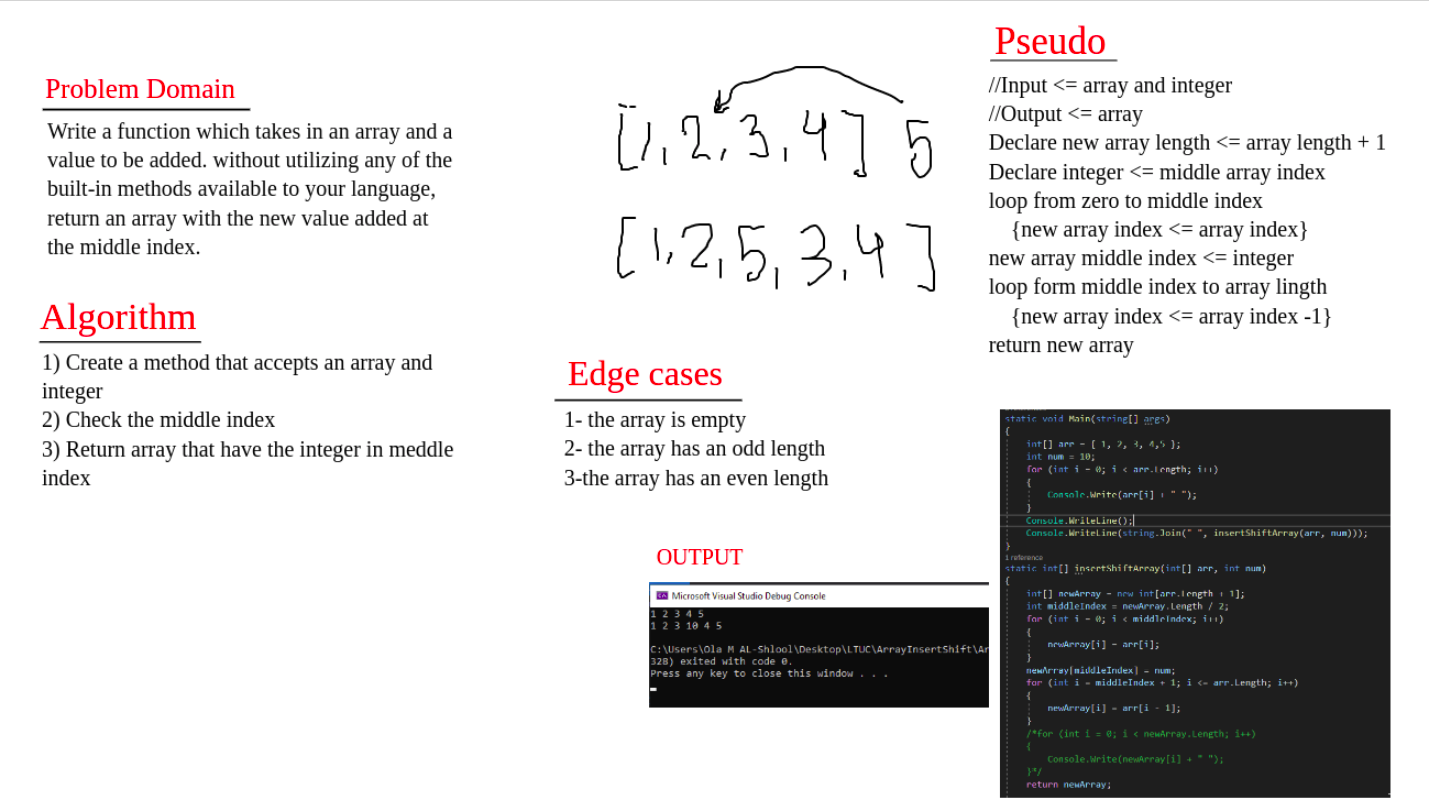 Problem Domain
Write a function which takes in an array and a
value to be added. without utilizing any of the
built-in methods available to your language,
return an array with the new value added at
the middle index.
Algorithm
1) Create a method that accepts an array and
integer
2) Check the middle index
3) Return array that have the integer in meddle
index
[1, 2, 3, 4] 5
[1, 2, 5, 3, 4]
Edge cases
1- the array is empty
2- the array has an odd length
3-the array has an even length
OUTPUT
Microsoft Visual Studio Debug Console
1 2 3 4 5
1 2 3 10 4 5
C:\Users\Ola M AL-Shlool\Desktop\LTUC\ArrayInsertShift\Ar
328) exited with code 0.
Press any key to close this window . . .
Pseudo
//Input <= array and integer
//Output <= array
Declare new array length <= array length + 1
Declare integer <= middle array index
loop from zero to middle index
{new array index <= array index}
new array middle index <= integer
loop form middle index to array lingth
{new array index <= array index -1}
return new array
static void Main(string[] args)
{
int[] arr = { 1, 2, 3, 4,5 };
int num = 10;
for (int i = 0; i < arr.Length; i++)
{
Console.Write(arr[i] + " ");
}
Console.WriteLine();
Console.WriteLine(string.Join(" ", insertShiftArray(arr, num)));
}
1 reference
static int[] insertShiftArray(int[] arr, int num)
{
int[] newArray = new int[arr.Length + 1];
int middleIndex = newArray.Length / 2;
for (int i = 0; i < middleIndex; i++)
{
newArray[i] = arr[i];
}
newArray[middleIndex] = num;
for (int i = middleIndex + 1; i <= arr.Length; i++)
{
newArray[i] = arr[i - 1];
}
/*for (int i = 0; i < newArray.Length; i++)
{
Console.Write(newArray[i] + " ");
}*/
return newArray;